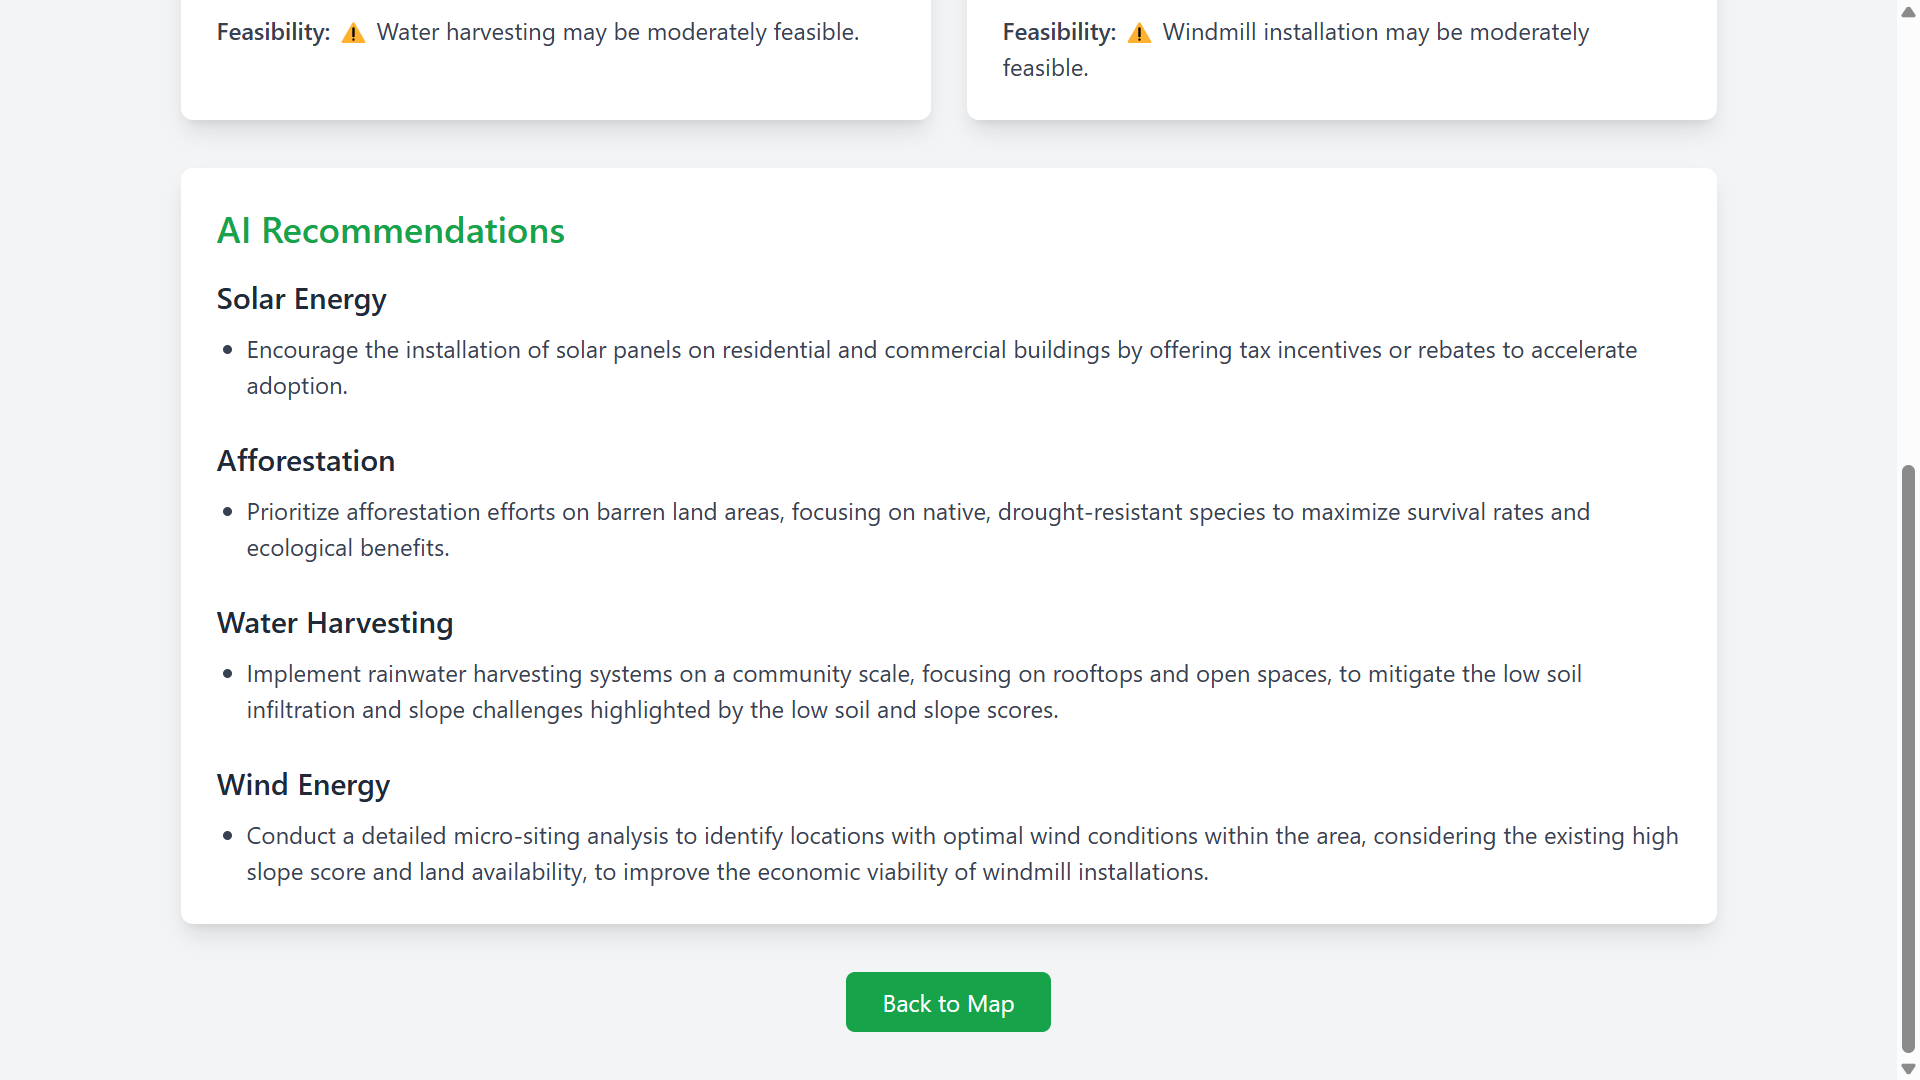 Feasibility: ⚠️ Water harvesting may be moderately feasible.
Feasibility: ⚠️ Windmill installation may be moderately
feasible.
AI Recommendations
Solar Energy
• Encourage the installation of solar panels on residential and commercial buildings by offering tax incentives or rebates to accelerate
adoption.
Afforestation
• Prioritize afforestation efforts on barren land areas, focusing on native, drought-resistant species to maximize survival rates and
ecological benefits.
Water Harvesting
• Implement rainwater harvesting systems on a community scale, focusing on rooftops and open spaces, to mitigate the low soil
infiltration and slope challenges highlighted by the low soil and slope scores.
Wind Energy
• Conduct a detailed micro-siting analysis to identify locations with optimal wind conditions within the area, considering the existing high
slope score and land availability, to improve the economic viability of windmill installations.
Back to Map